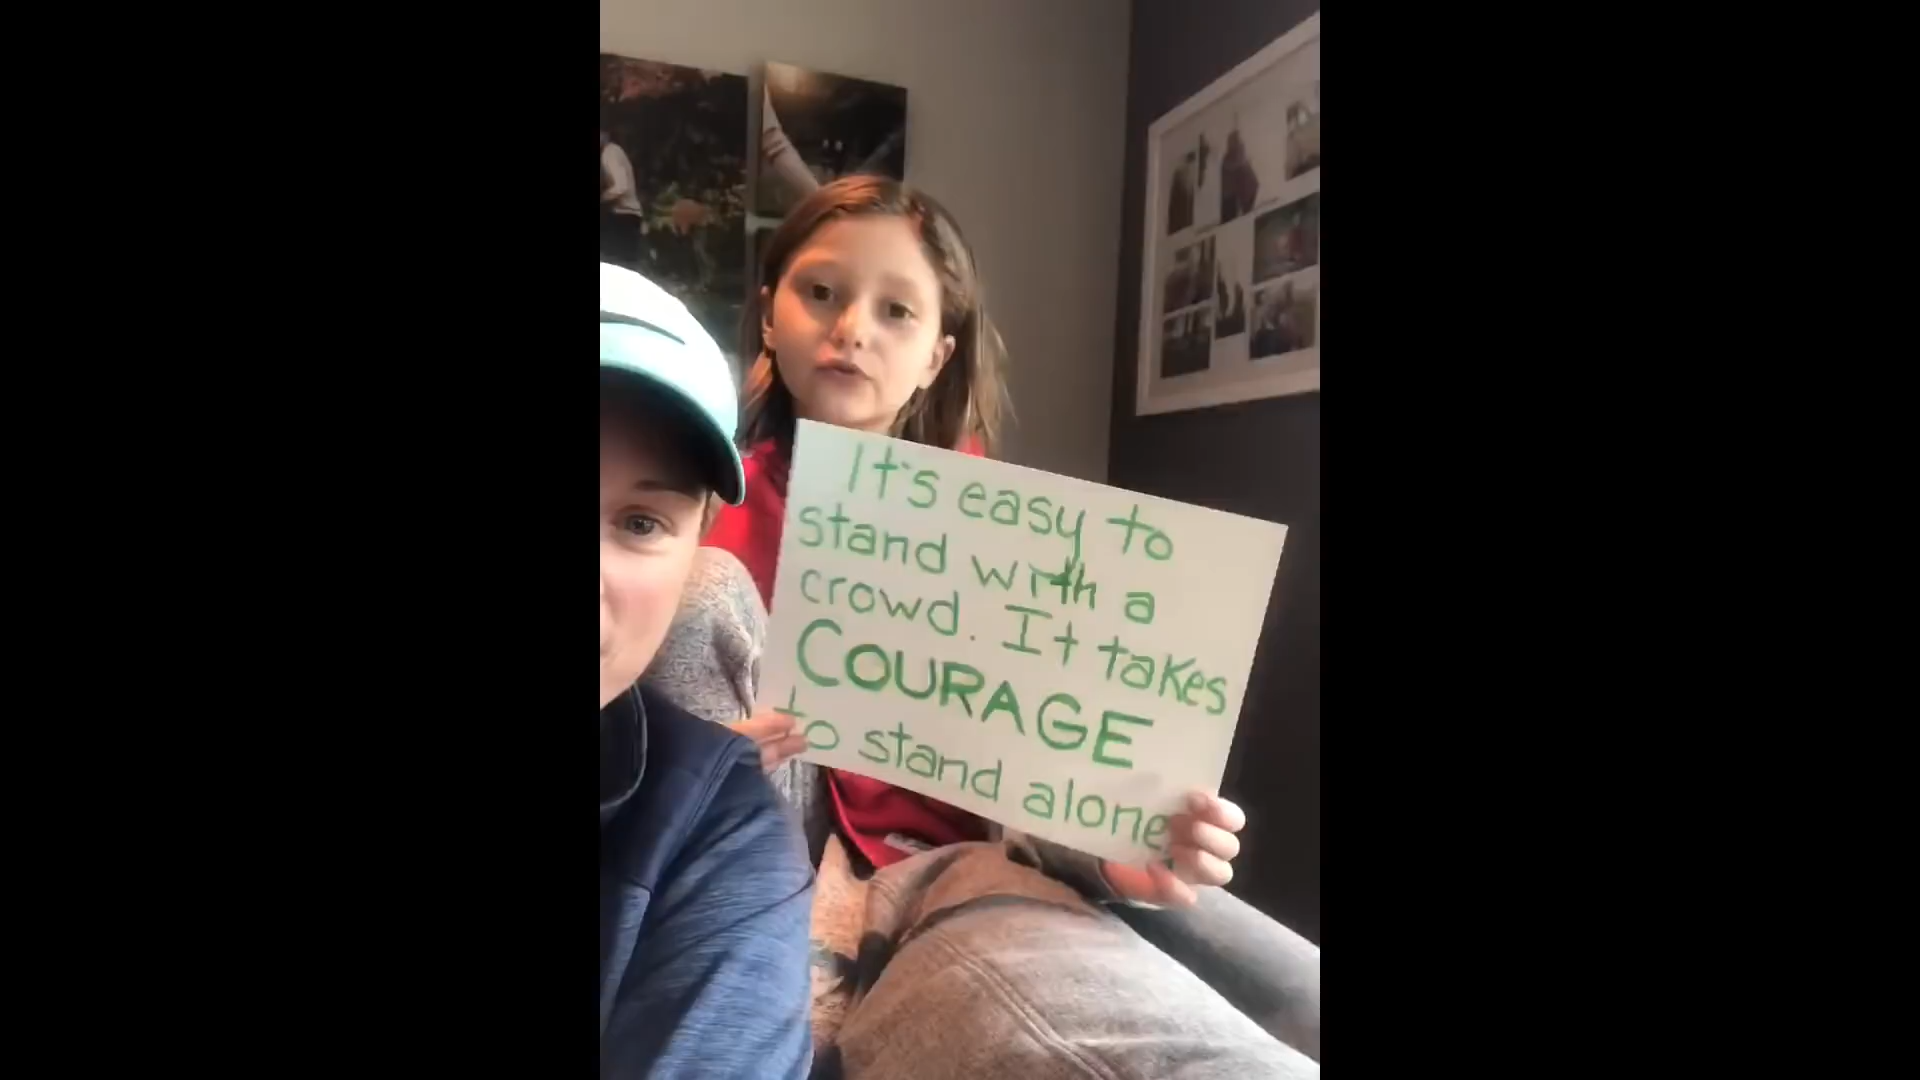 It's easy to
stand with a
crowd. It takes
COURAGE
to stand alone.